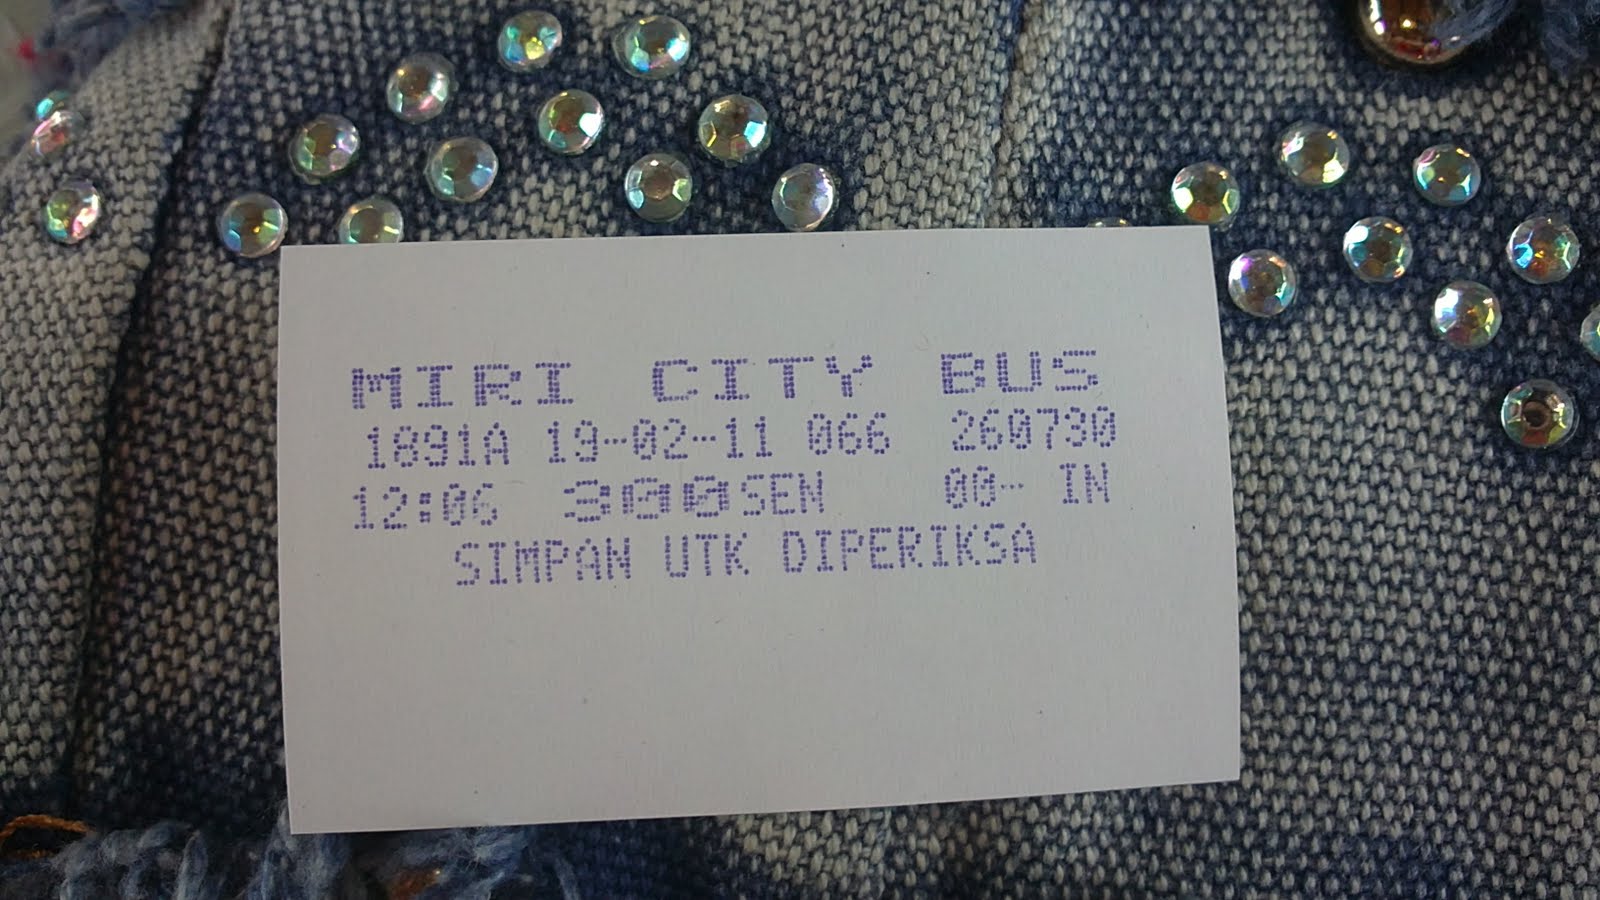 MIRI CITY BUS
1891A 19-02-11 066 260730
12:06 300SEN 00- IN
SIMPAN UTK DIPERIKSA